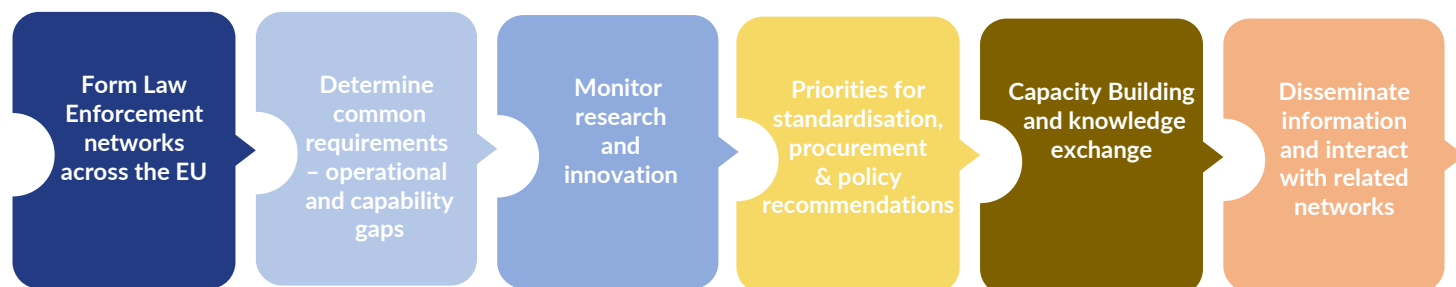 Form Law
Enforcement
networks
across the EU
Determine
common
requirements
– operational
and capability
gaps
Monitor
research
and
innovation
Priorities for
standardisation,
procurement
& policy
recommendations
Capacity Building
and knowledge
exchange
Disseminate
information
and interact
with related
networks